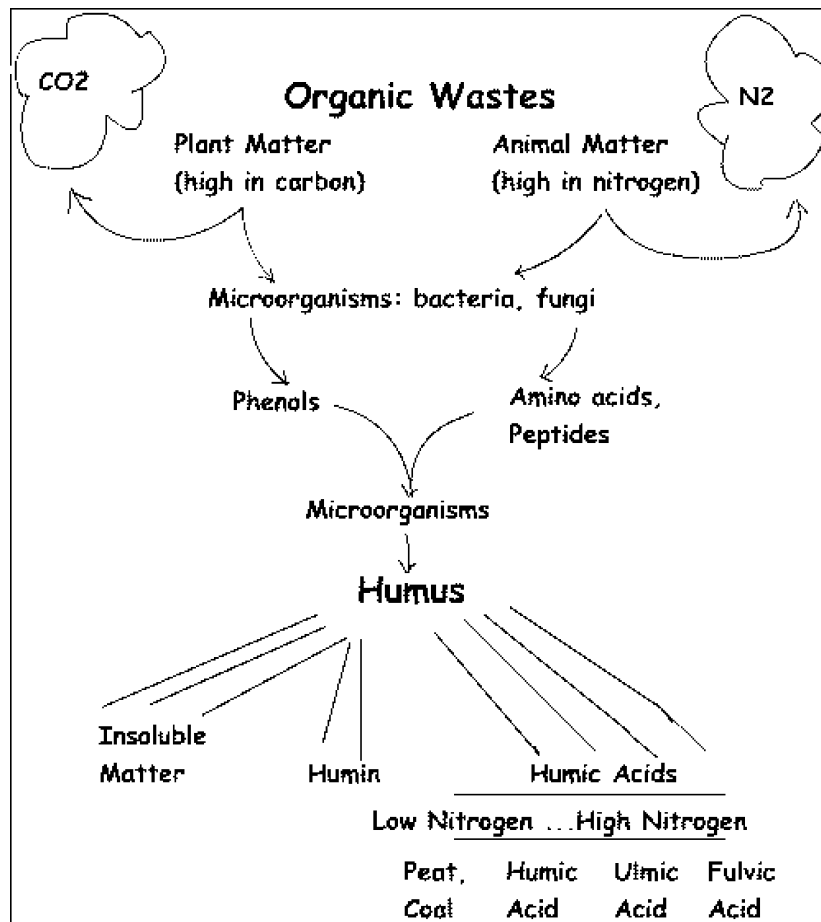 CO2
N2
Organic Wastes
Plant Matter
(high in carbon)
Animal Matter
(high in nitrogen)
Microorganisms: bacteria, fungi
Phenols
Amino acids,
Peptides
Microorganisms
Humus
Insoluble
Matter
Humin
Humic Acids
Low Nitrogen ...High Nitrogen
Peat,
Coal
Humic
Acid
Ulmic
Acid
Fulvic
Acid